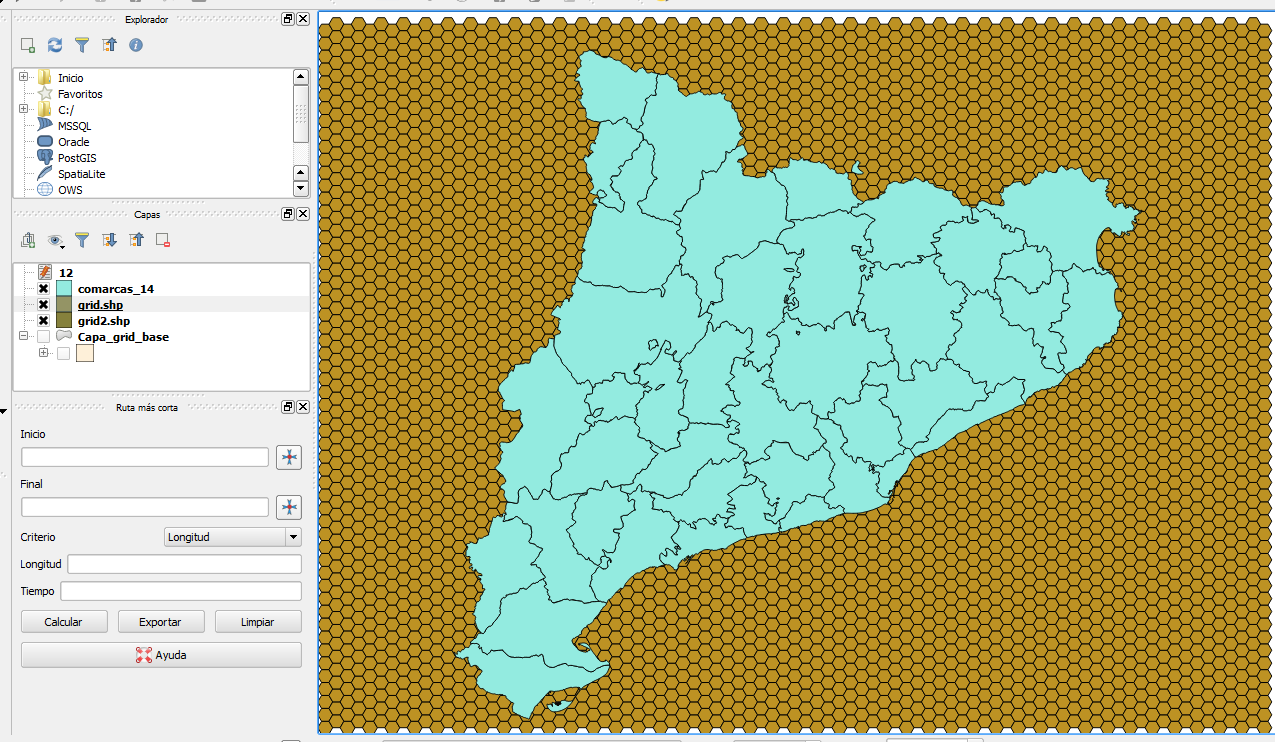 Explorador
Inicio
Favoritos
C:/
MSSQL
Oracle
PostGIS
SpatiaLite
OWS
Capas
12
comarcas_14
grid.shp
grid2.shp
Capa_grid_base
Ruta más corta
Inicio
Final
Criterio Longitud
Longitud
Tiempo
Calcular Exportar Limpiar
Ayuda